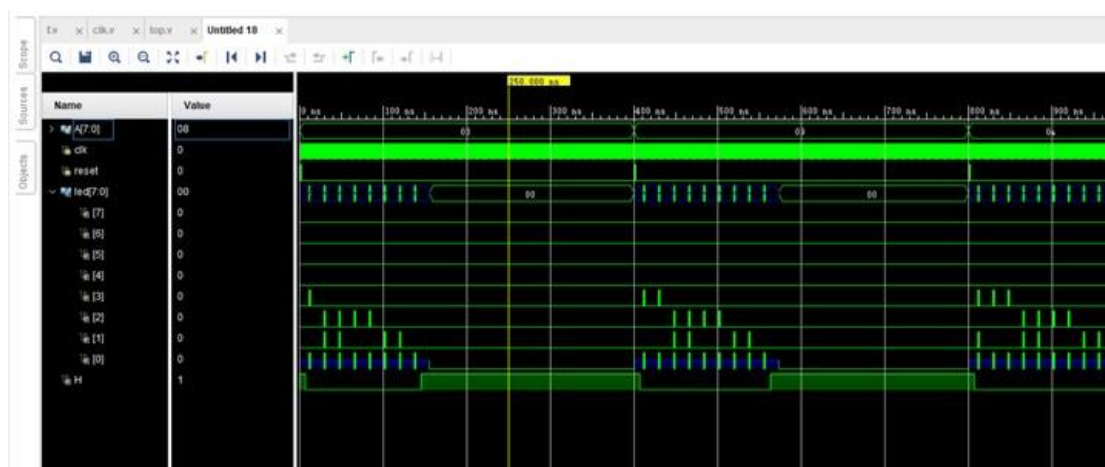 f.v clk.v top.v Untitled 18
Scope
Sources
Objects
250.000 ns
Name Value
0 ns 100 ns 200 ns 300 ns 400 ns 500 ns 600 ns 700 ns 800 ns 900 ns
A[7:0] 08
clk 0
reset 0
led[7:0] 00 00 00
[7] 0
[6] 0
[5] 0
[4] 0
[3] 0
[2] 0
[1] 0
[0] 0
H 1